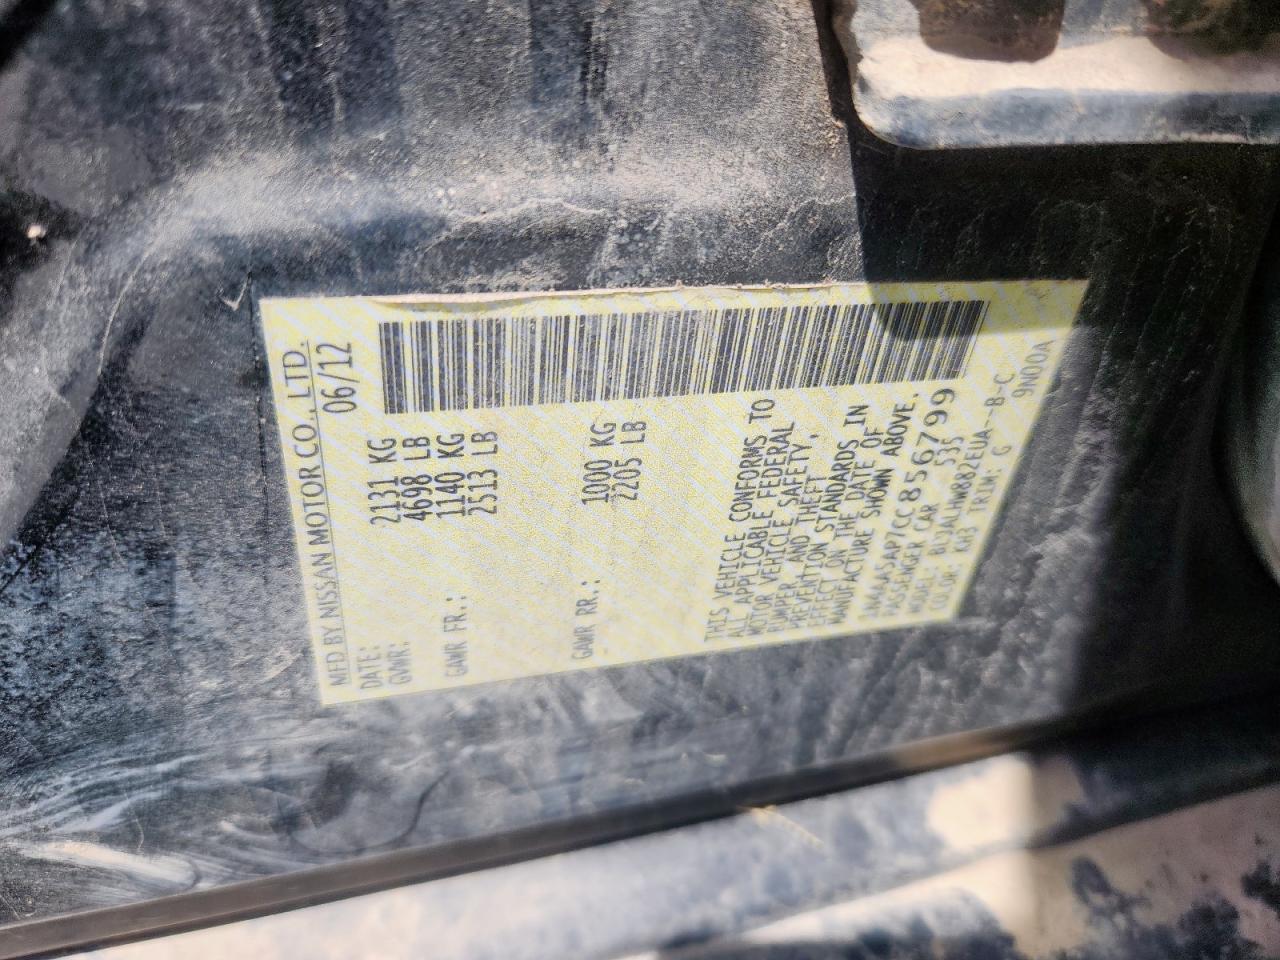 MFD BY NISSAN MOTOR CO., LTD.
DATE: 06/12
GVWR: 2131 KG
4698 LB
GAWR FR.: 1140 KG
2513 LB
GAWR RR.: 1000 KG
2205 LB
THIS VEHICLE CONFORMS TO
ALL APPLICABLE FEDERAL
MOTOR VEHICLE SAFETY,
BUMPER, AND THEFT
PREVENTION STANDARDS IN
EFFECT ON THE DATE OF
MANUFACTURE SHOWN ABOVE.
1N4AA5AP7CC856799
PASSENGER CAR 535
MODEL: BLJALHWA82EUA--B-C
COLOR: KH3 TRIM: G 9N00A